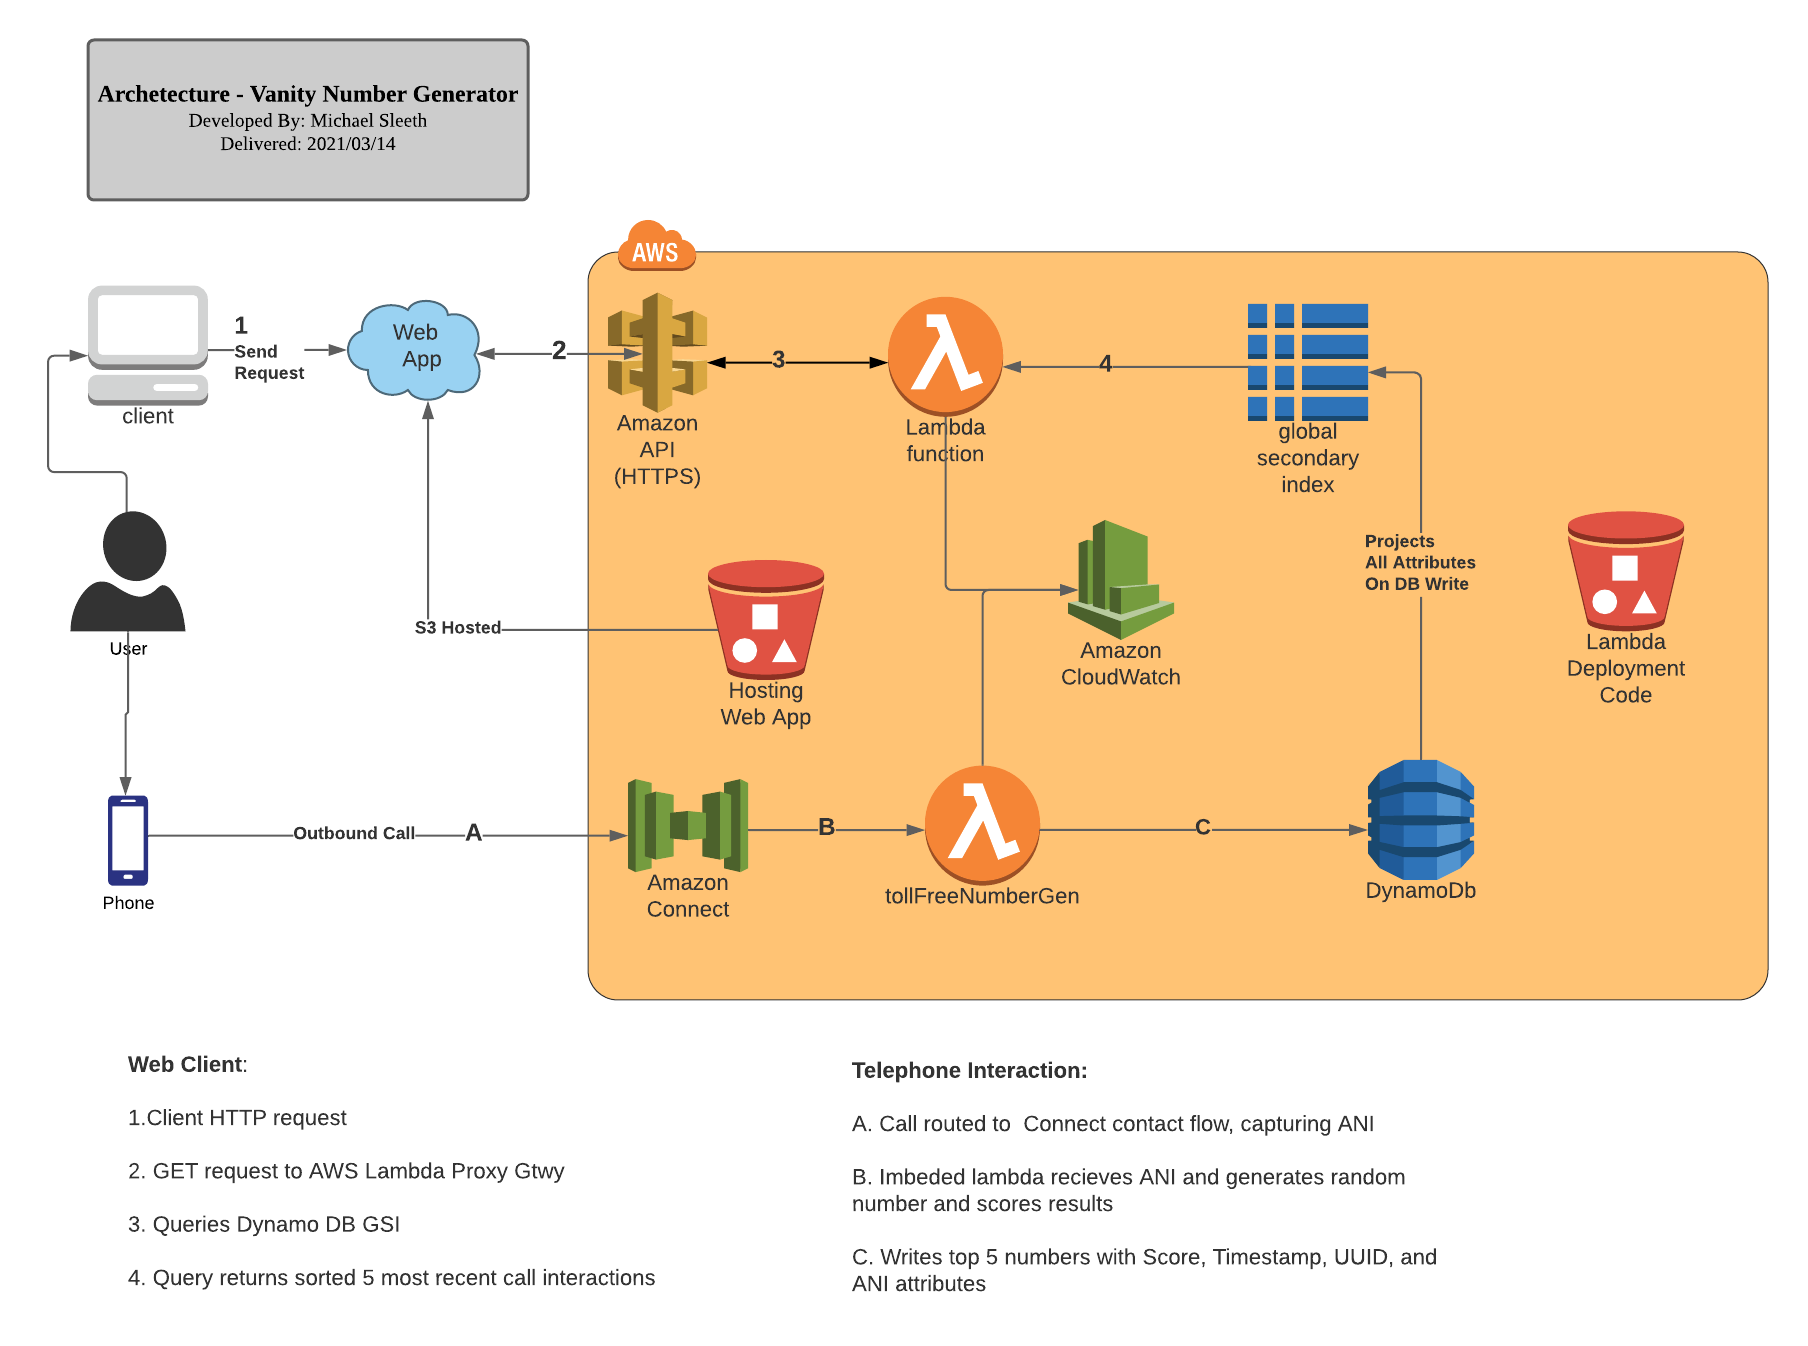 Archetecture - Vanity Number Generator
Developed By: Michael Sleeth
Delivered: 2021/03/14
AWS
1
Send
Request
Web
App
2
3
4
client
Amazon
API
(HTTPS)
Lambda
function
global
secondary
index
Projects
All Attributes
On DB Write
User
S3 Hosted
Hosting
Web App
Amazon
CloudWatch
Lambda
Deployment
Code
Outbound Call
A
B
C
Phone
Amazon
Connect
tollFreeNumberGen
DynamoDb
Web Client:
1.Client HTTP request
2. GET request to AWS Lambda Proxy Gtwy
3. Queries Dynamo DB GSI
4. Query returns sorted 5 most recent call interactions
Telephone Interaction:
A. Call routed to  Connect contact flow, capturing ANI
B. Imbeded lambda recieves ANI and generates random
number and scores results
C. Writes top 5 numbers with Score, Timestamp, UUID, and
ANI attributes